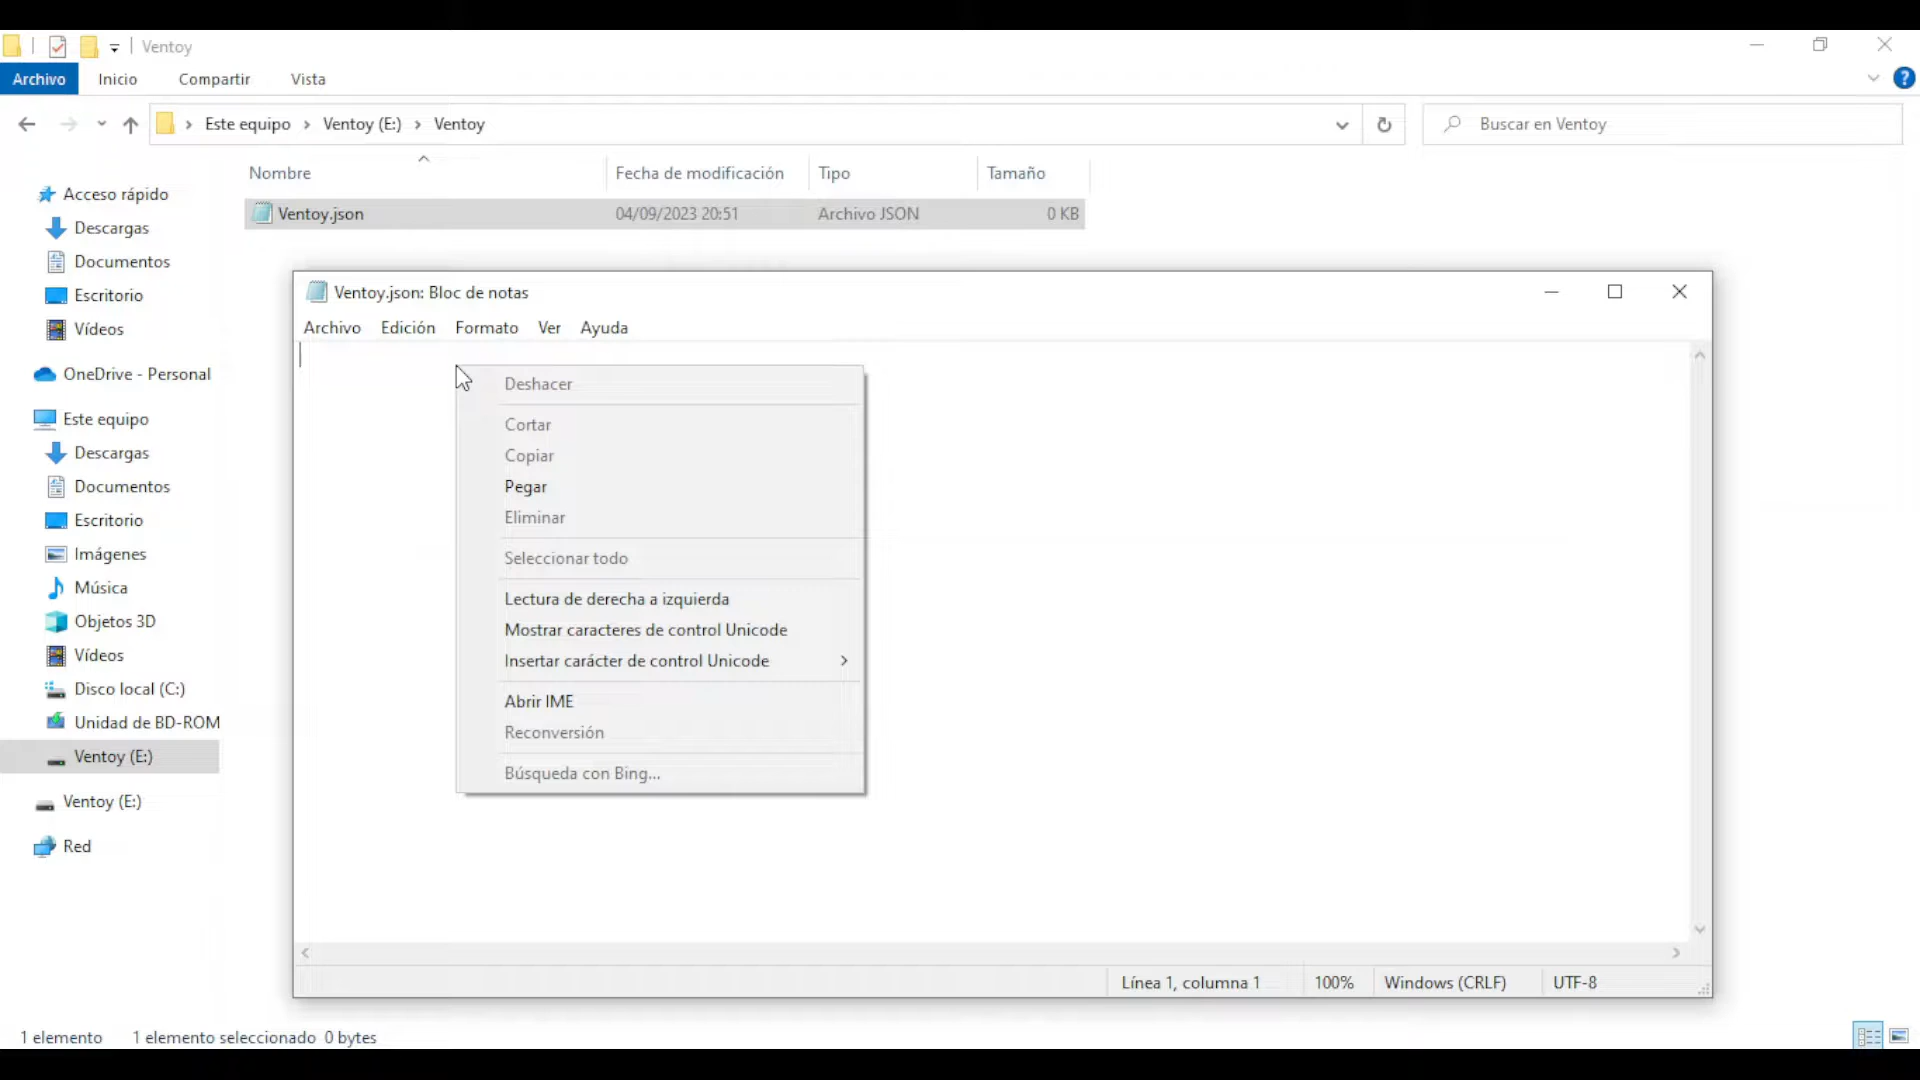 Ventoy
Archivo Inicio Compartir Vista
Este equipo Ventoy (E:) Ventoy
Buscar en Ventoy
Nombre Fecha de modificación Tipo Tamaño
Ventoy.json 04/09/2023 20:51 Archivo JSON 0 KB
Acceso rápido
Descargas
Documentos
Escritorio
Vídeos
OneDrive - Personal
Este equipo
Descargas
Documentos
Escritorio
Imágenes
Música
Objetos 3D
Vídeos
Disco local (C:)
Unidad de BD-ROM
Ventoy (E:)
Ventoy (E:)
Red
Ventoy.json: Bloc de notas
Archivo Edición Formato Ver Ayuda
Deshacer
Cortar
Copiar
Pegar
Eliminar
Seleccionar todo
Lectura de derecha a izquierda
Mostrar caracteres de control Unicode
Insertar carácter de control Unicode
Abrir IME
Reconversión
Búsqueda con Bing...
Línea 1, columna 1 100% Windows (CRLF) UTF-8
1 elemento 1 elemento seleccionado 0 bytes